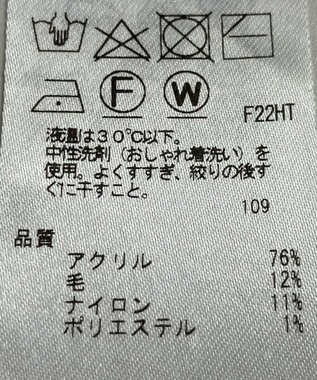 F W
F22HT
液温は30℃以下。
中性洗剤（おしゃれ着洗い）を
使用。よくすすぎ、絞りの後す
ぐに干すこと。
109
品質
アクリル 76%
毛 12%
ナイロン 11%
ポリエステル 1%